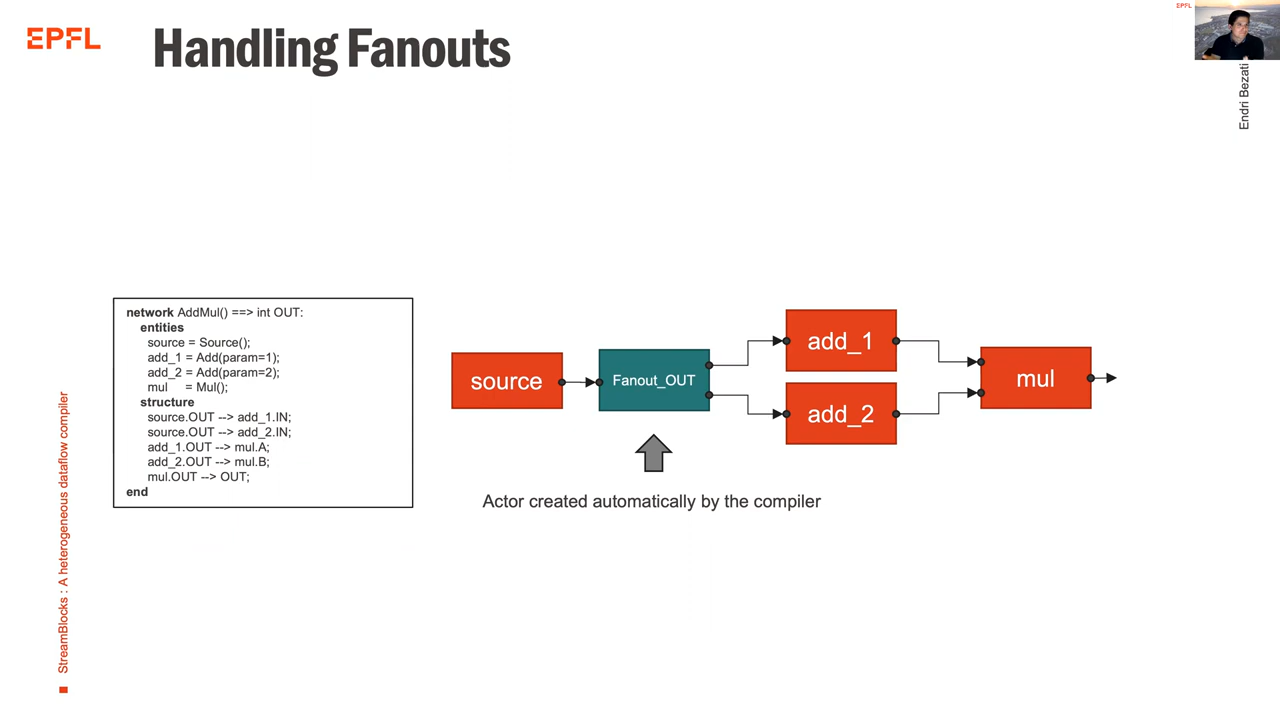 EPFL
Handling Fanouts
EPFL
Endri Bezati
network AddMul() ==> int OUT:
entities
source = Source();
add_1 = Add(param=1);
add_2 = Add(param=2);
mul = Mul();
structure
source.OUT --> add_1.IN;
source.OUT --> add_2.IN;
add_1.OUT --> mul.A;
add_2.OUT --> mul.B;
mul.OUT --> OUT;
end
source
Fanout_OUT
add_1
add_2
mul
Actor created automatically by the compiler
StreamBlocks : A heterogeneous dataflow compiler